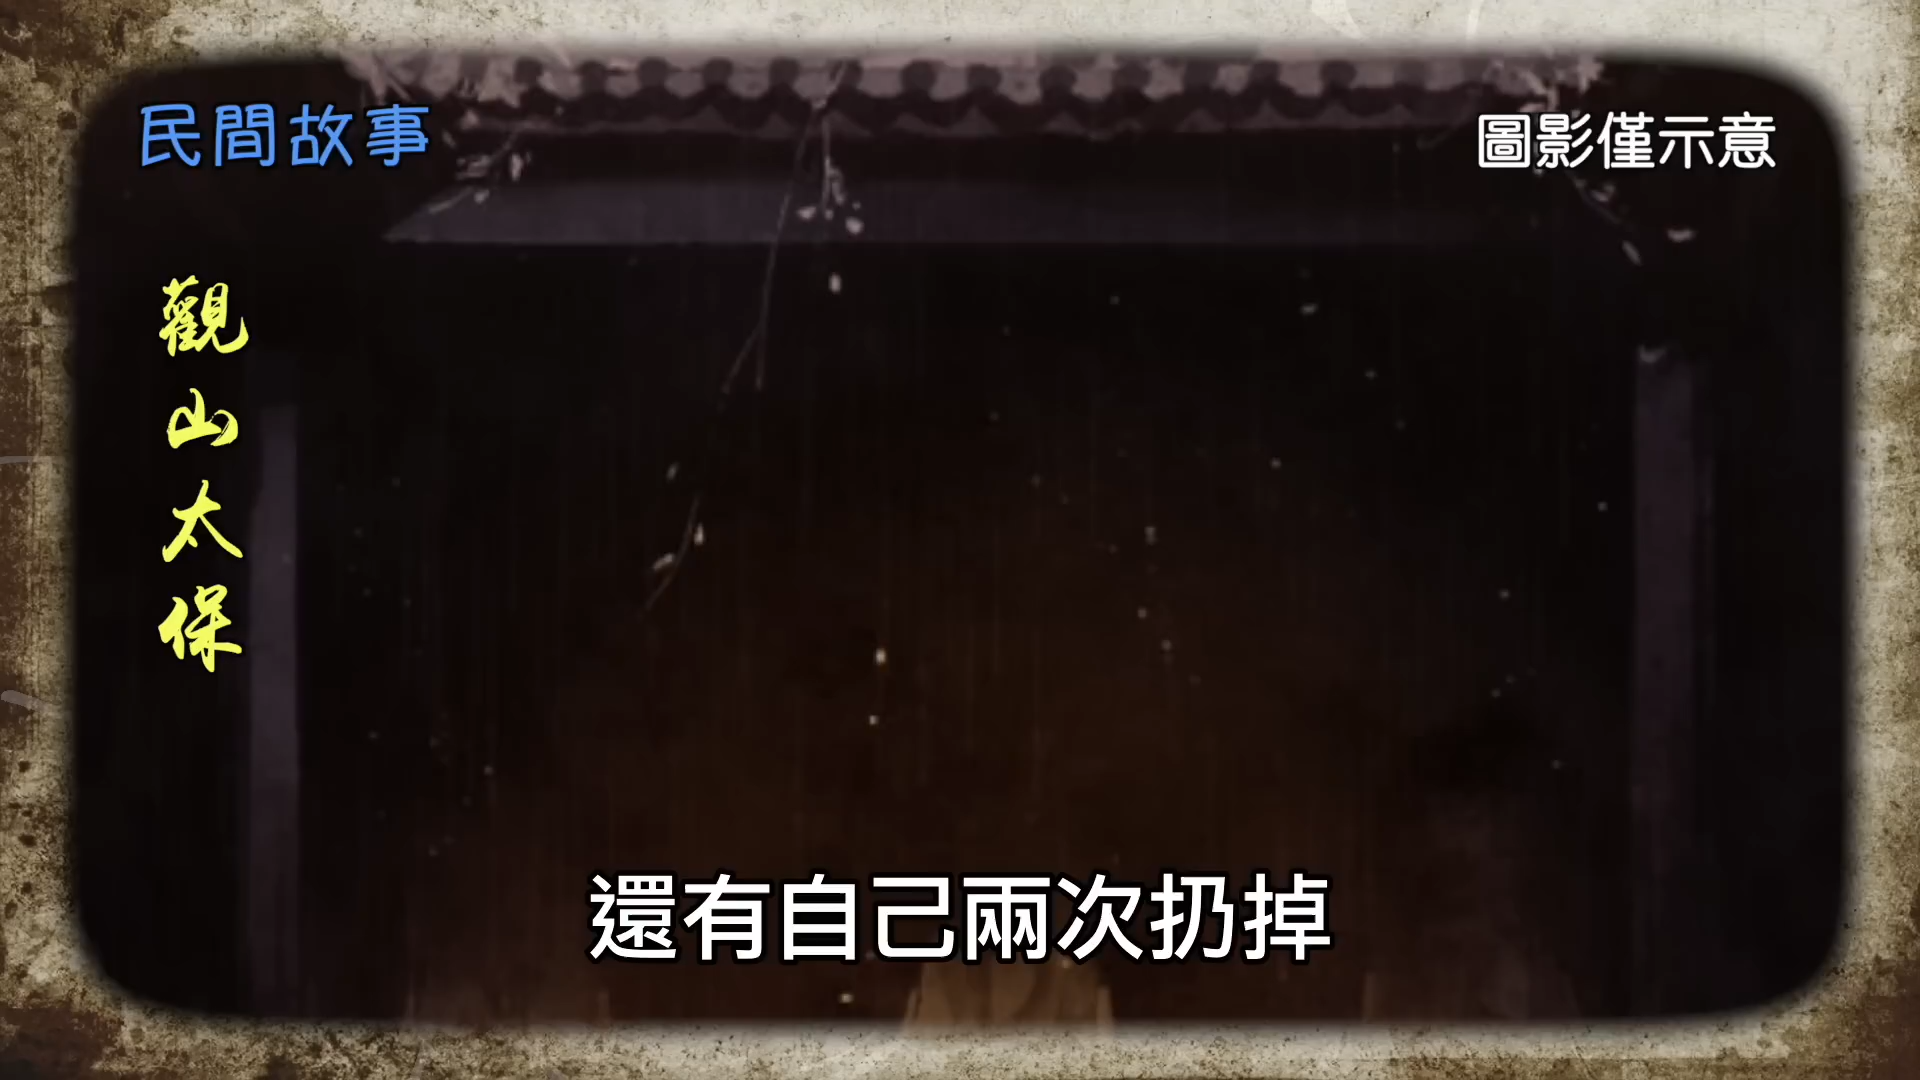 民間故事
圖影僅示意
觀山太保
還有自己兩次扔掉